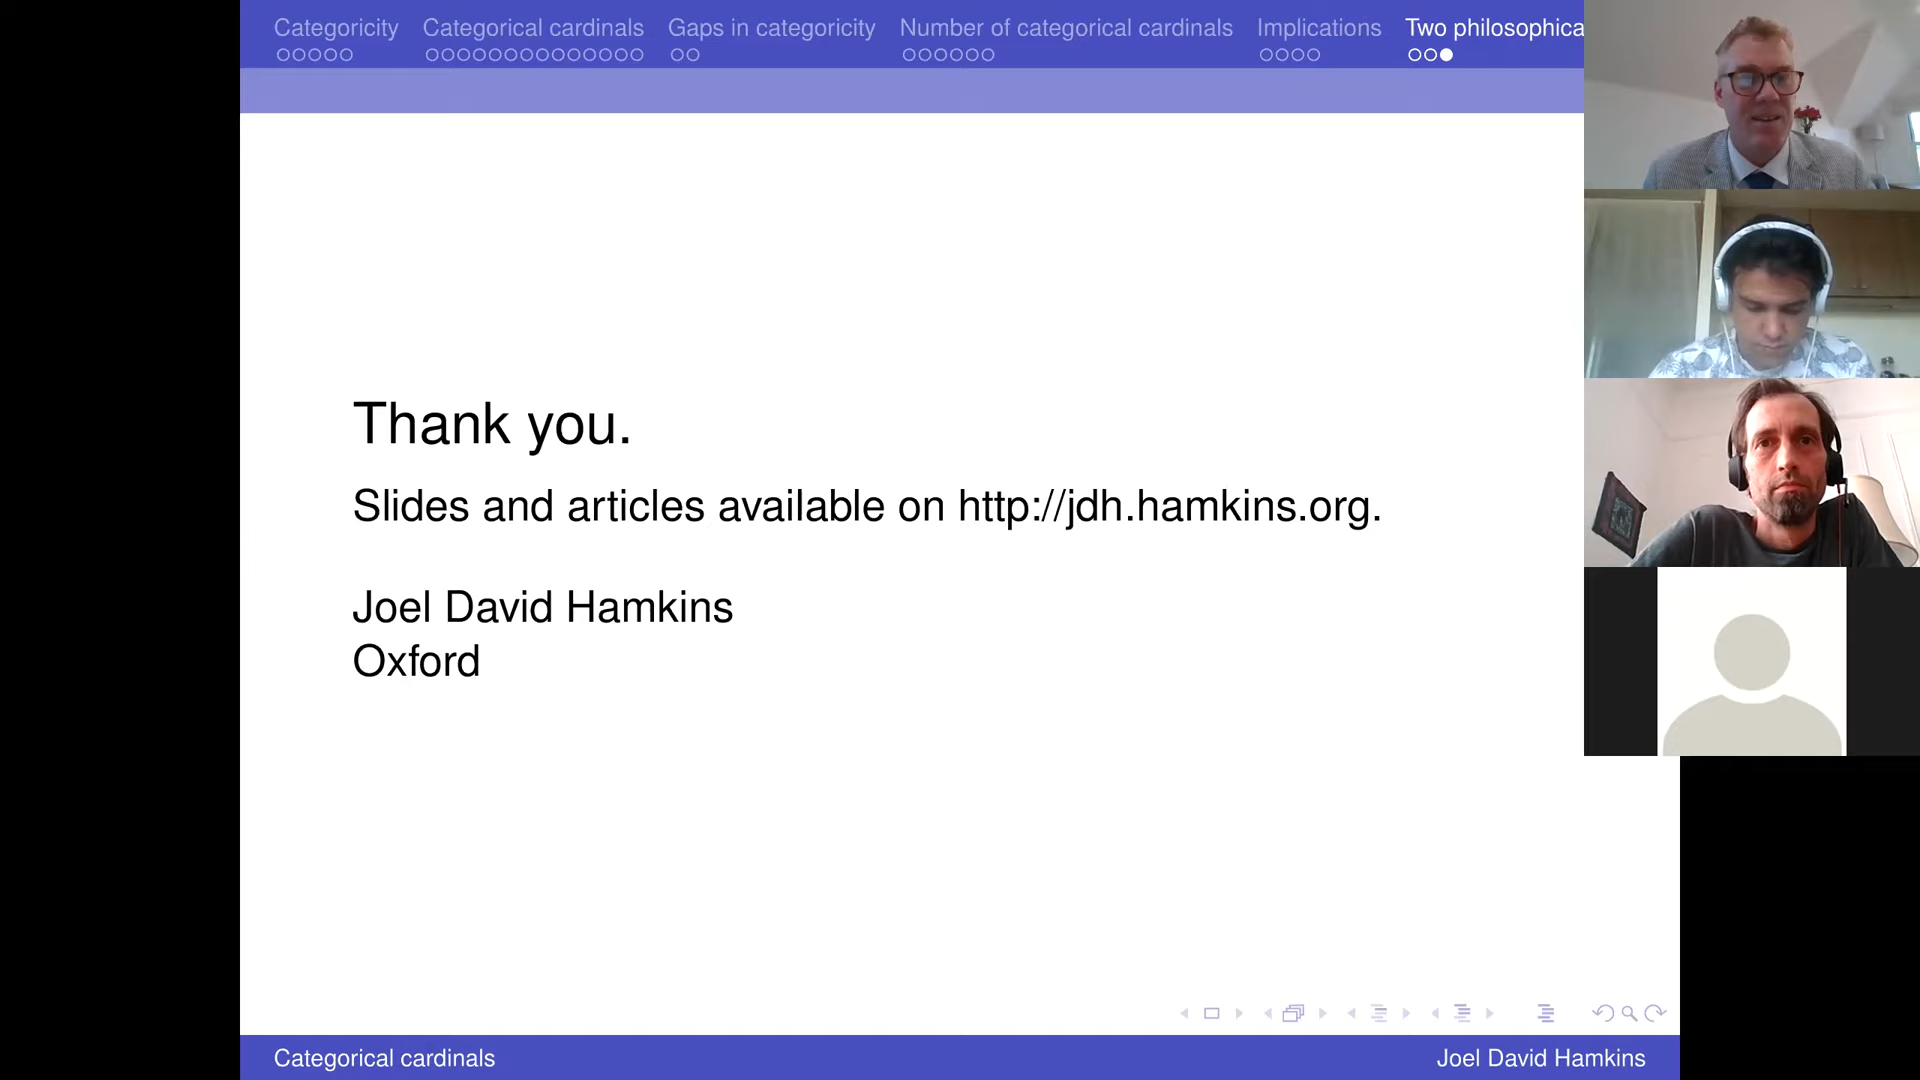 Categoricity Categorical cardinals Gaps in categoricity Number of categorical cardinals Implications Two philosophica
Thank you.
Slides and articles available on http://jdh.hamkins.org.
Joel David Hamkins
Oxford
Categorical cardinals Joel David Hamkins